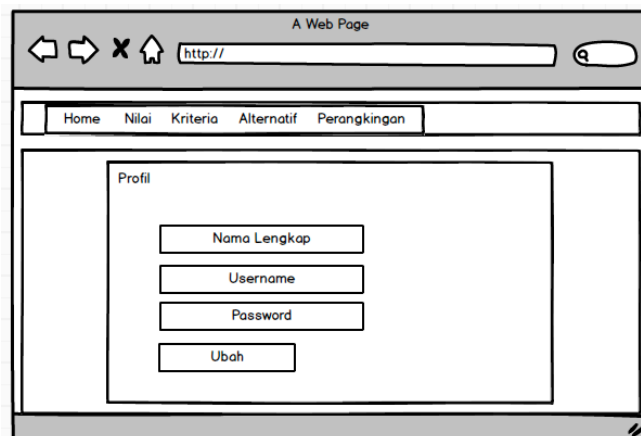 A Web Page
http://
Home Nilai Kriteria Alternatif Perangkingan
Profil
Nama Lengkap
Username
Password
Ubah